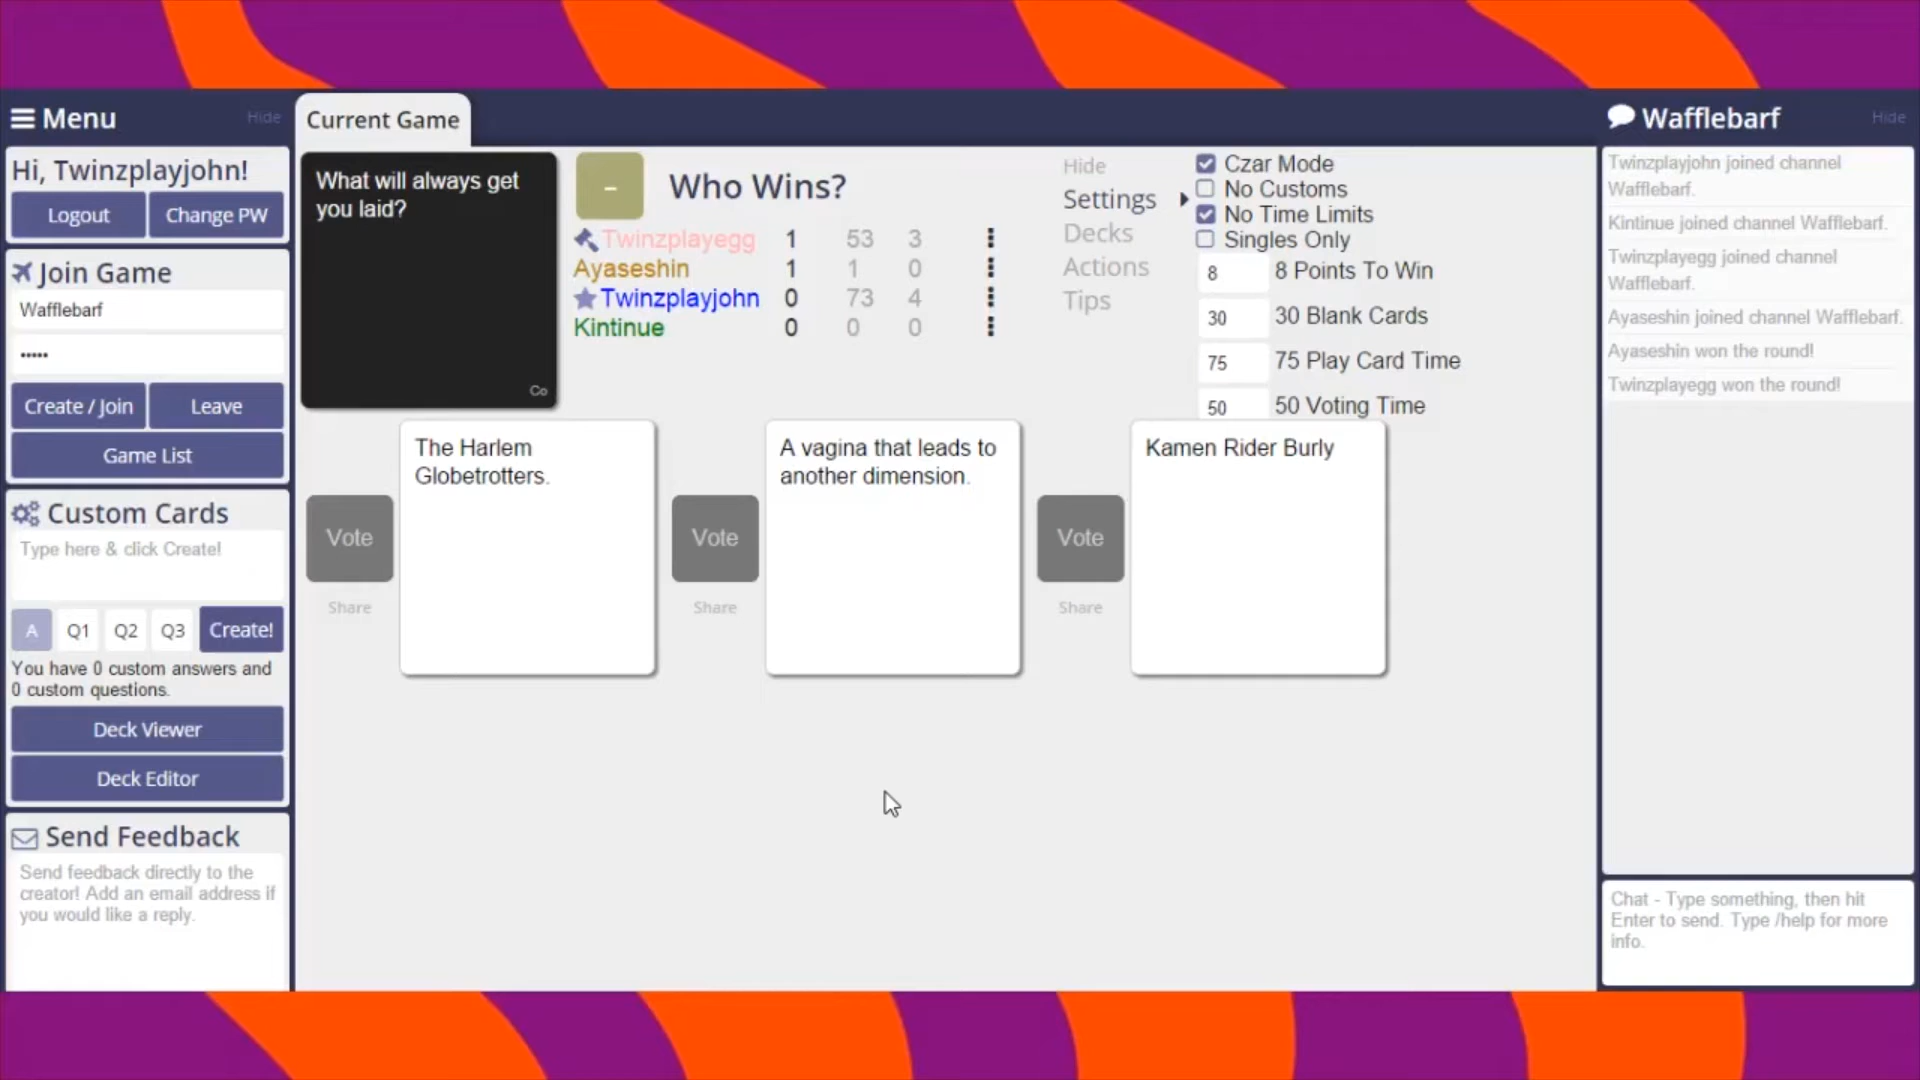 Menu
Hide
Hi, Twinzplayjohn!
Logout
Change PW
Join Game
Wafflebarf
•••••
Create / Join
Leave
Game List
Custom Cards
Type here & click Create!
A
Q1
Q2
Q3
Create!
You have 0 custom answers and
0 custom questions.
Deck Viewer
Deck Editor
Send Feedback
Send feedback directly to the
creator! Add an email address if
you would like a reply.
Current Game
What will always get
you laid?
Co
-
Who Wins?
Twinzplayegg 1 53 3
Ayaseshin 1 1 0
Twinzplayjohn 0 73 4
Kintinue 0 0 0
Hide
Settings
Decks
Actions
Tips
Czar Mode
No Customs
No Time Limits
Singles Only
8 8 Points To Win
30 30 Blank Cards
75 75 Play Card Time
50 50 Voting Time
Vote
Share
The Harlem
Globetrotters.
Vote
Share
A vagina that leads to
another dimension.
Vote
Share
Kamen Rider Burly
Wafflebarf
Hide
Twinzplayjohn joined channel
Wafflebarf.
Kintinue joined channel Wafflebarf.
Twinzplayegg joined channel
Wafflebarf.
Ayaseshin joined channel Wafflebarf.
Ayaseshin won the round!
Twinzplayegg won the round!
Chat - Type something, then hit
Enter to send. Type /help for more
info.